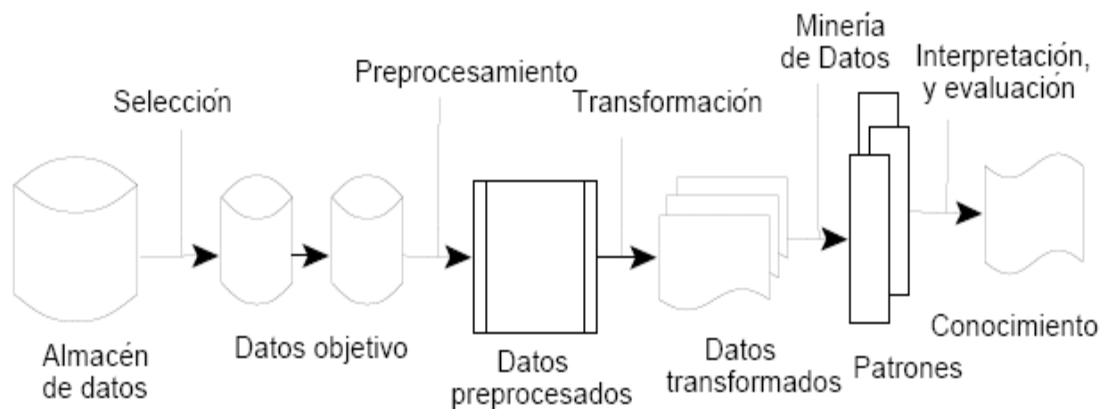 Selección
Preprocesamiento
Transformación
Minería
de Datos
Interpretación,
y evaluación
Almacén
de datos
Datos objetivo
Datos
preprocesados
Datos
transformados
Patrones
Conocimiento